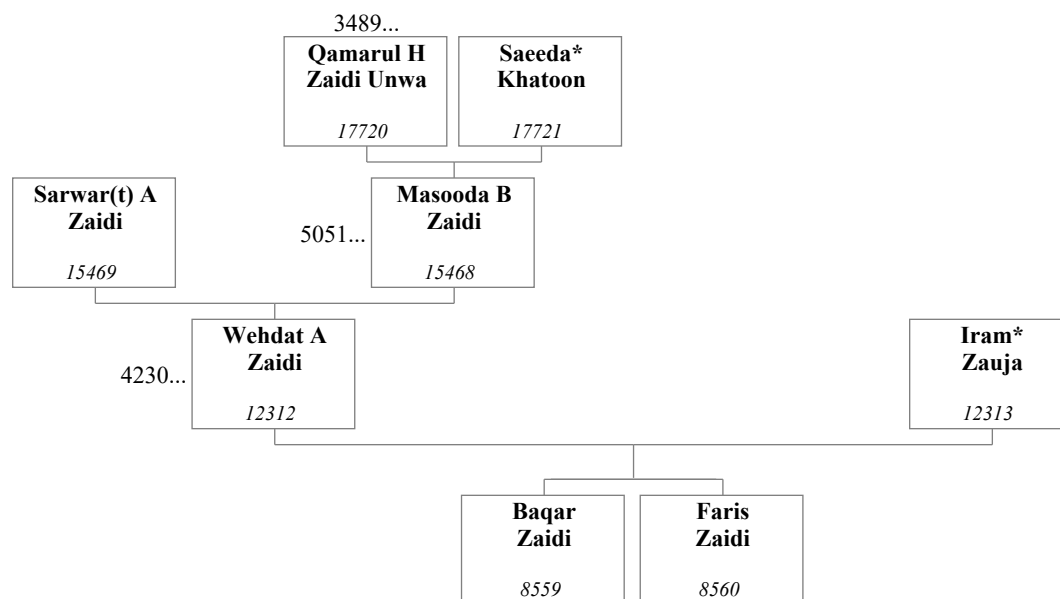 3489...
Qamarul H
Zaidi Unwa
17720
Saeeda*
Khatoon
17721
Sarwar(t) A
Zaidi
15469
5051...
Masooda B
Zaidi
15468
4230...
Wehdat A
Zaidi
12312
Iram*
Zauja
12313
Baqar
Zaidi
8559
Faris
Zaidi
8560